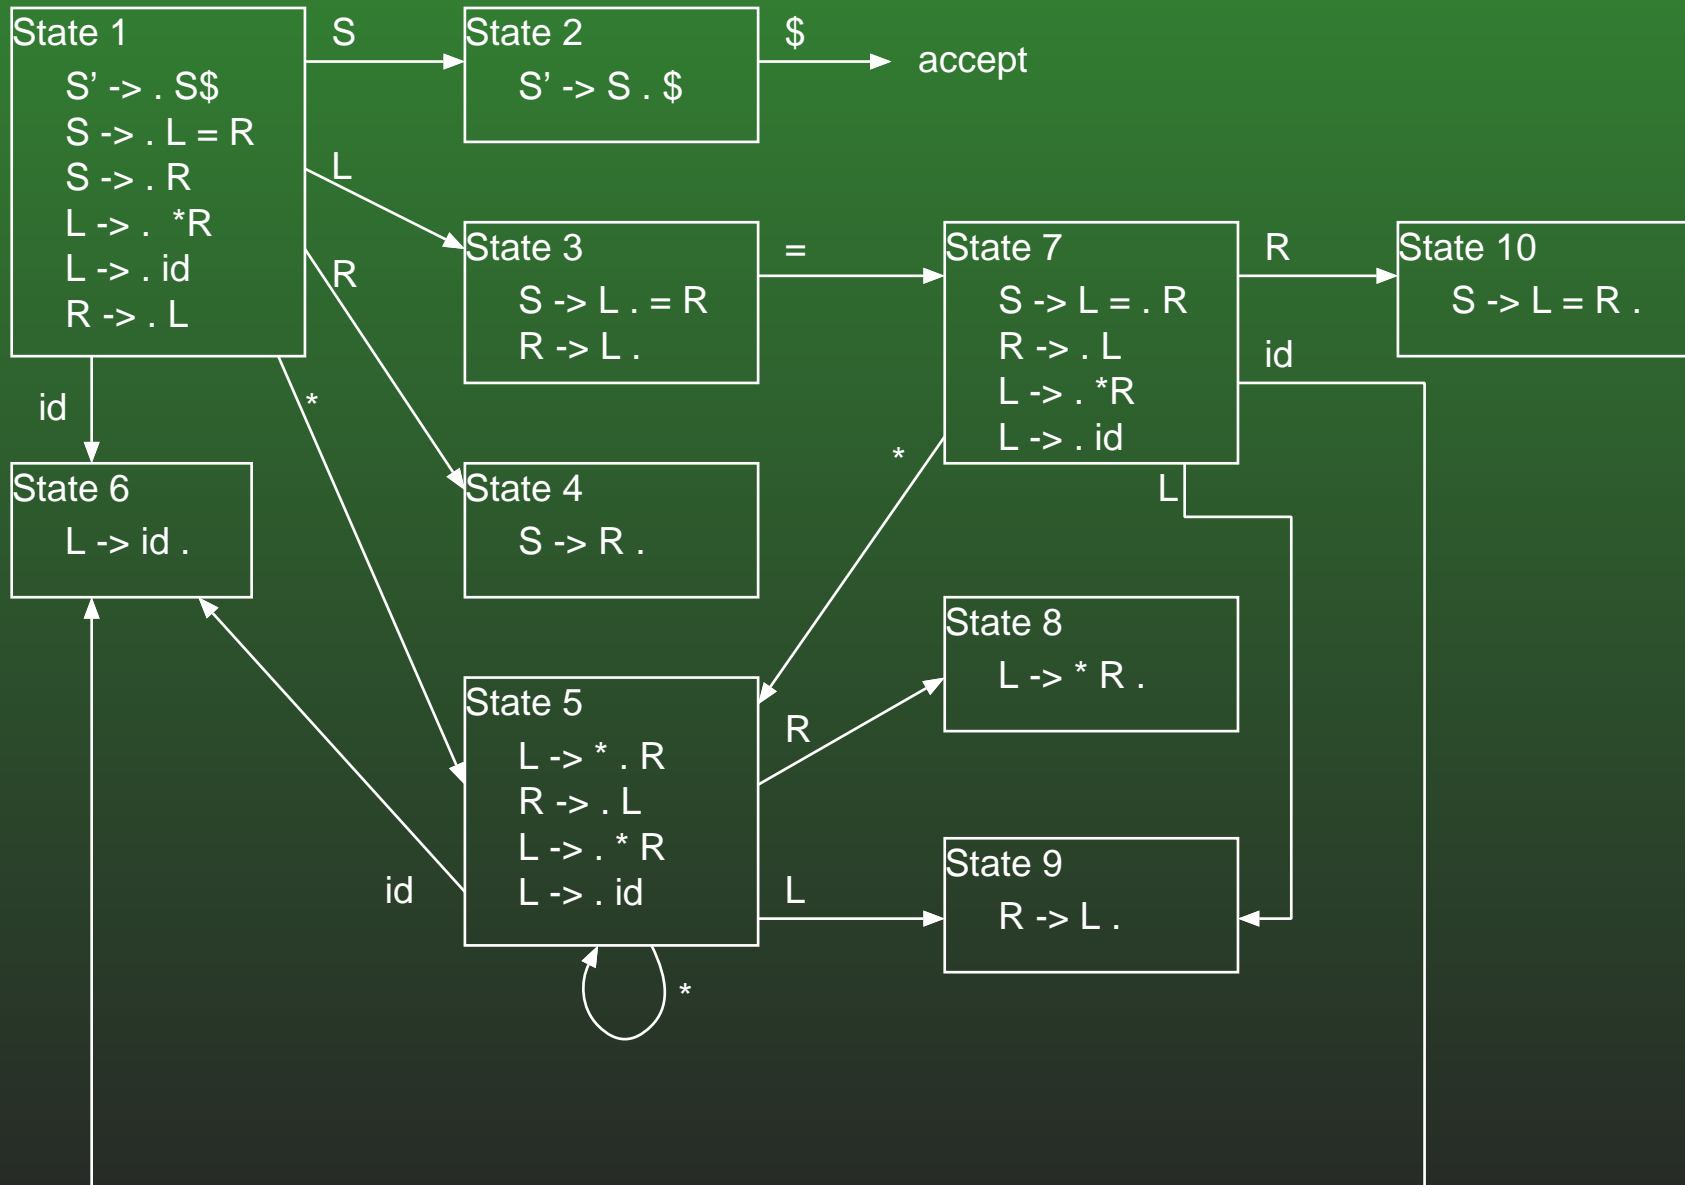 State 1
S' -> . S$
S -> . L = R
S -> . R
L -> .  *R
L -> . id
R -> . L
S
State 2
S' -> S . $
$
accept
L
State 3
S -> L . = R
R -> L .
=
State 7
S -> L = . R
R -> . L
L -> . *R
L -> . id
R
State 10
S -> L = R .
id
R
id
*
*
L
State 6
L -> id .
State 4
S -> R .
State 8
L -> * R .
State 5
L -> * . R
R -> . L
L -> . * R
L -> . id
R
id
L
State 9
R -> L .
*